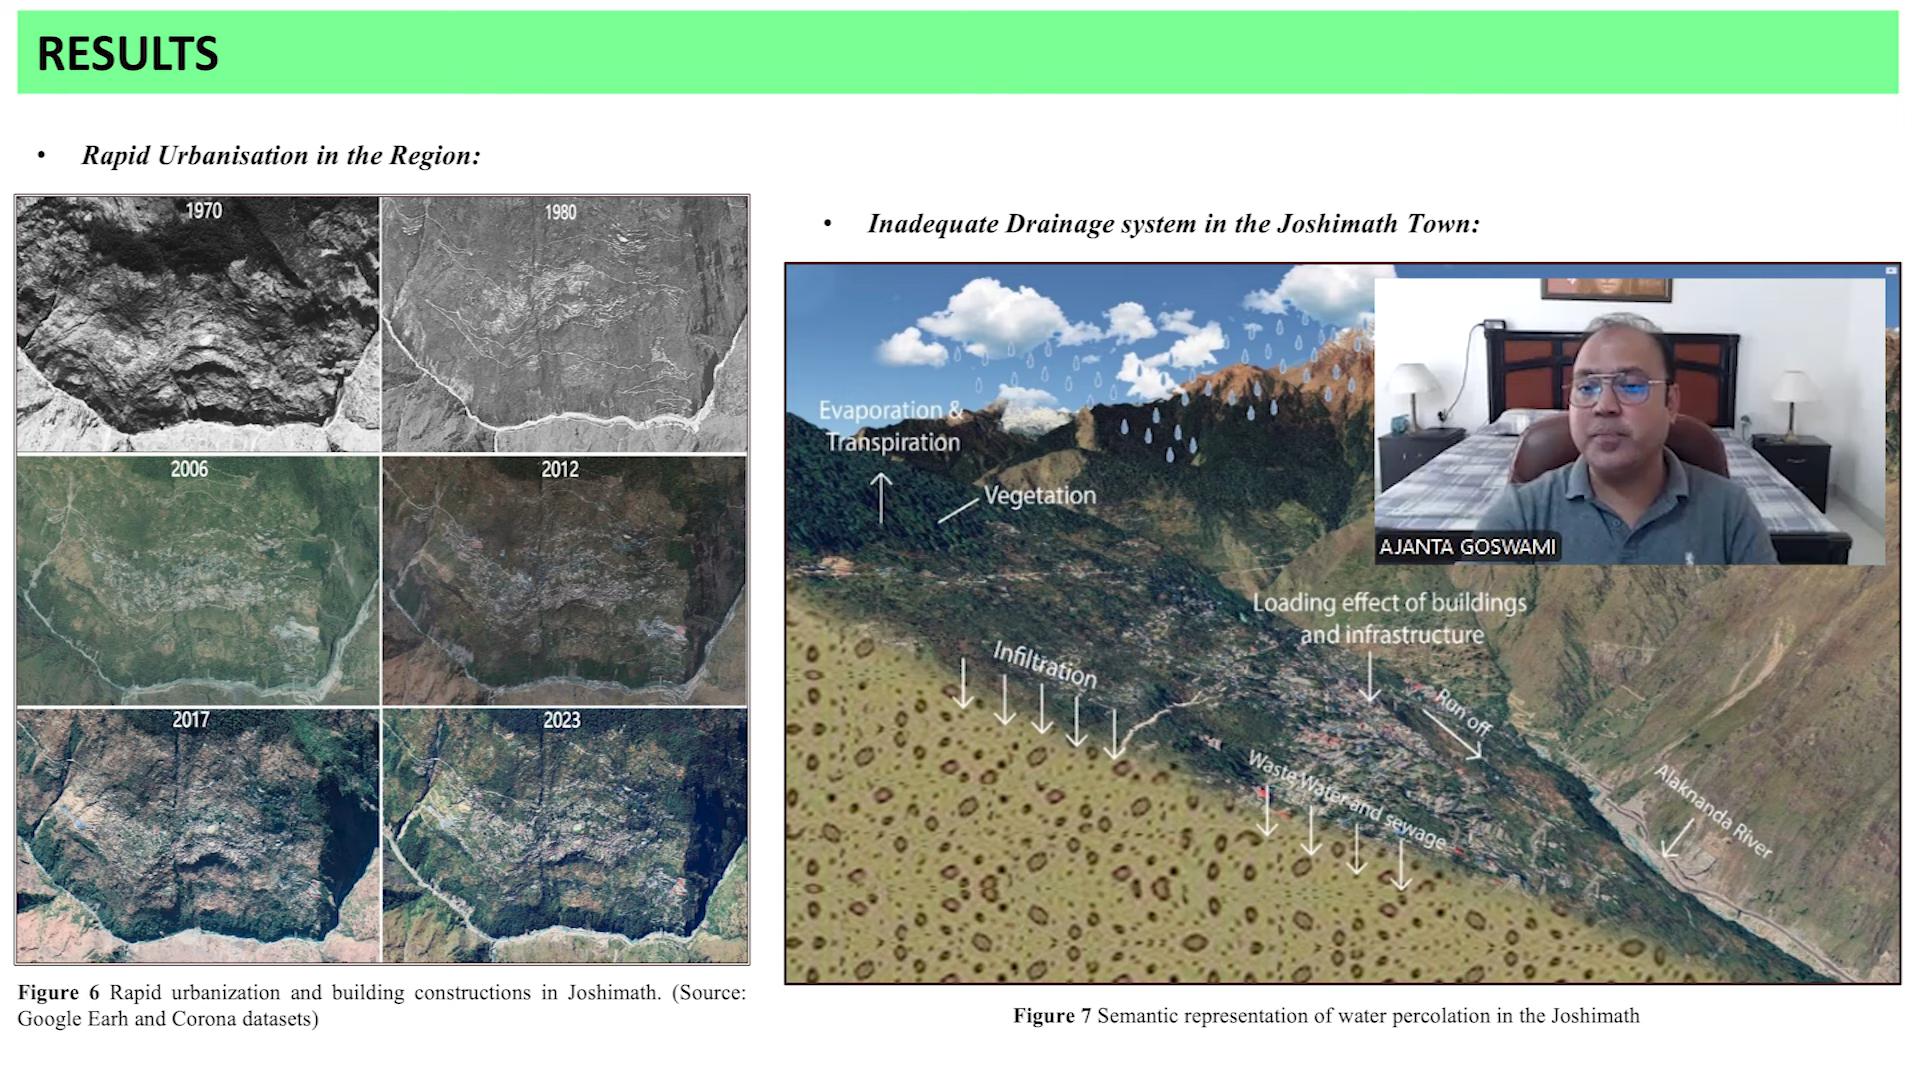 RESULTS
• Rapid Urbanisation in the Region:
1970
1980
2006
2012
2017
2023
Figure 6 Rapid urbanization and building constructions in Joshimath. (Source:
Google Earh and Corona datasets)
• Inadequate Drainage system in the Joshimath Town:
Evaporation &
Transpiration
Vegetation
AJANTA GOSWAMI
Loading effect of buildings
and infrastructure
Infiltration
Run off
Waste Water and sewage
Alaknanda River
Figure 7 Semantic representation of water percolation in the Joshimath